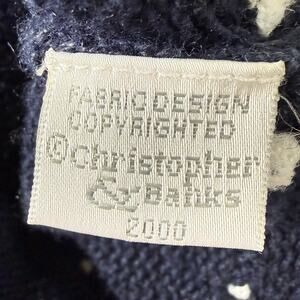 FABRIC DESIGN
COPYRIGHTED
©Christopher
& Banks
2000